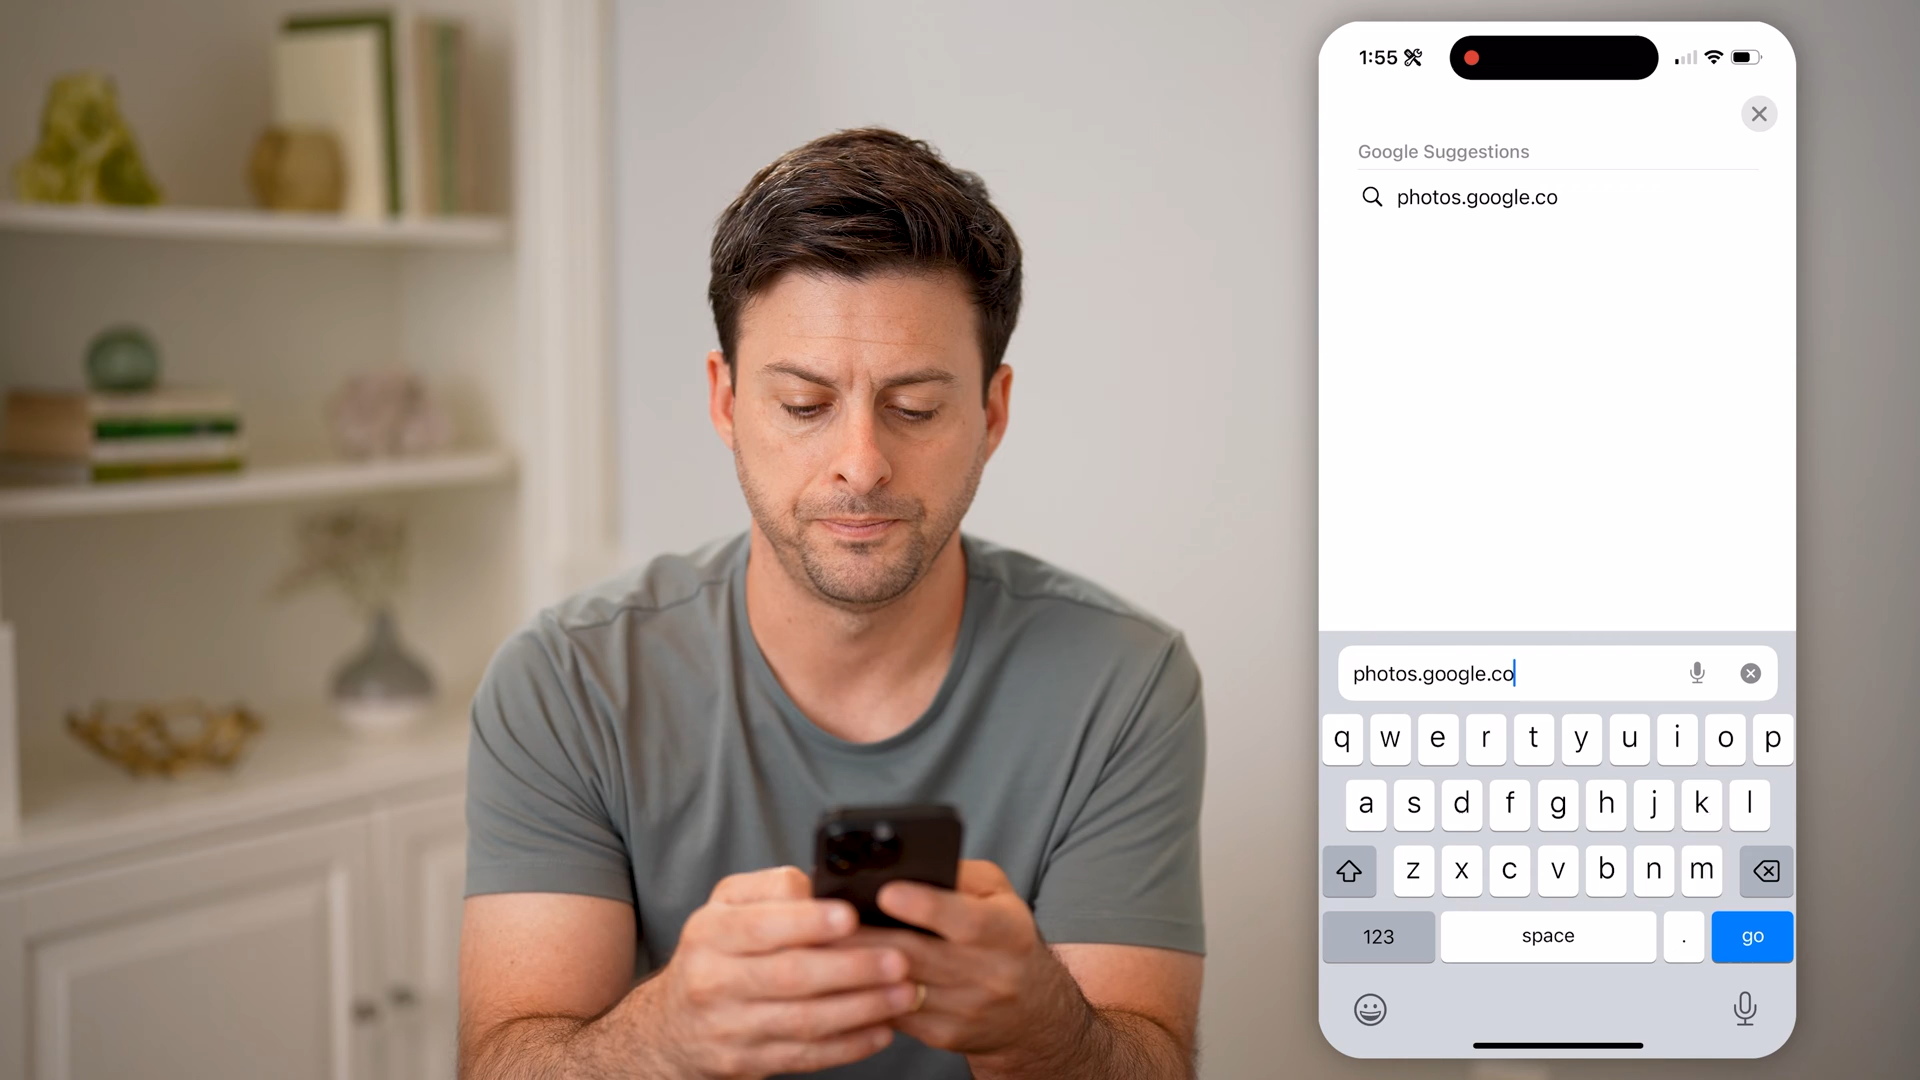 1:55
Google Suggestions
photos.google.co
photos.google.co
q w e r t y u i o p
a s d f g h j k l
z x c v b n m
123 space . go